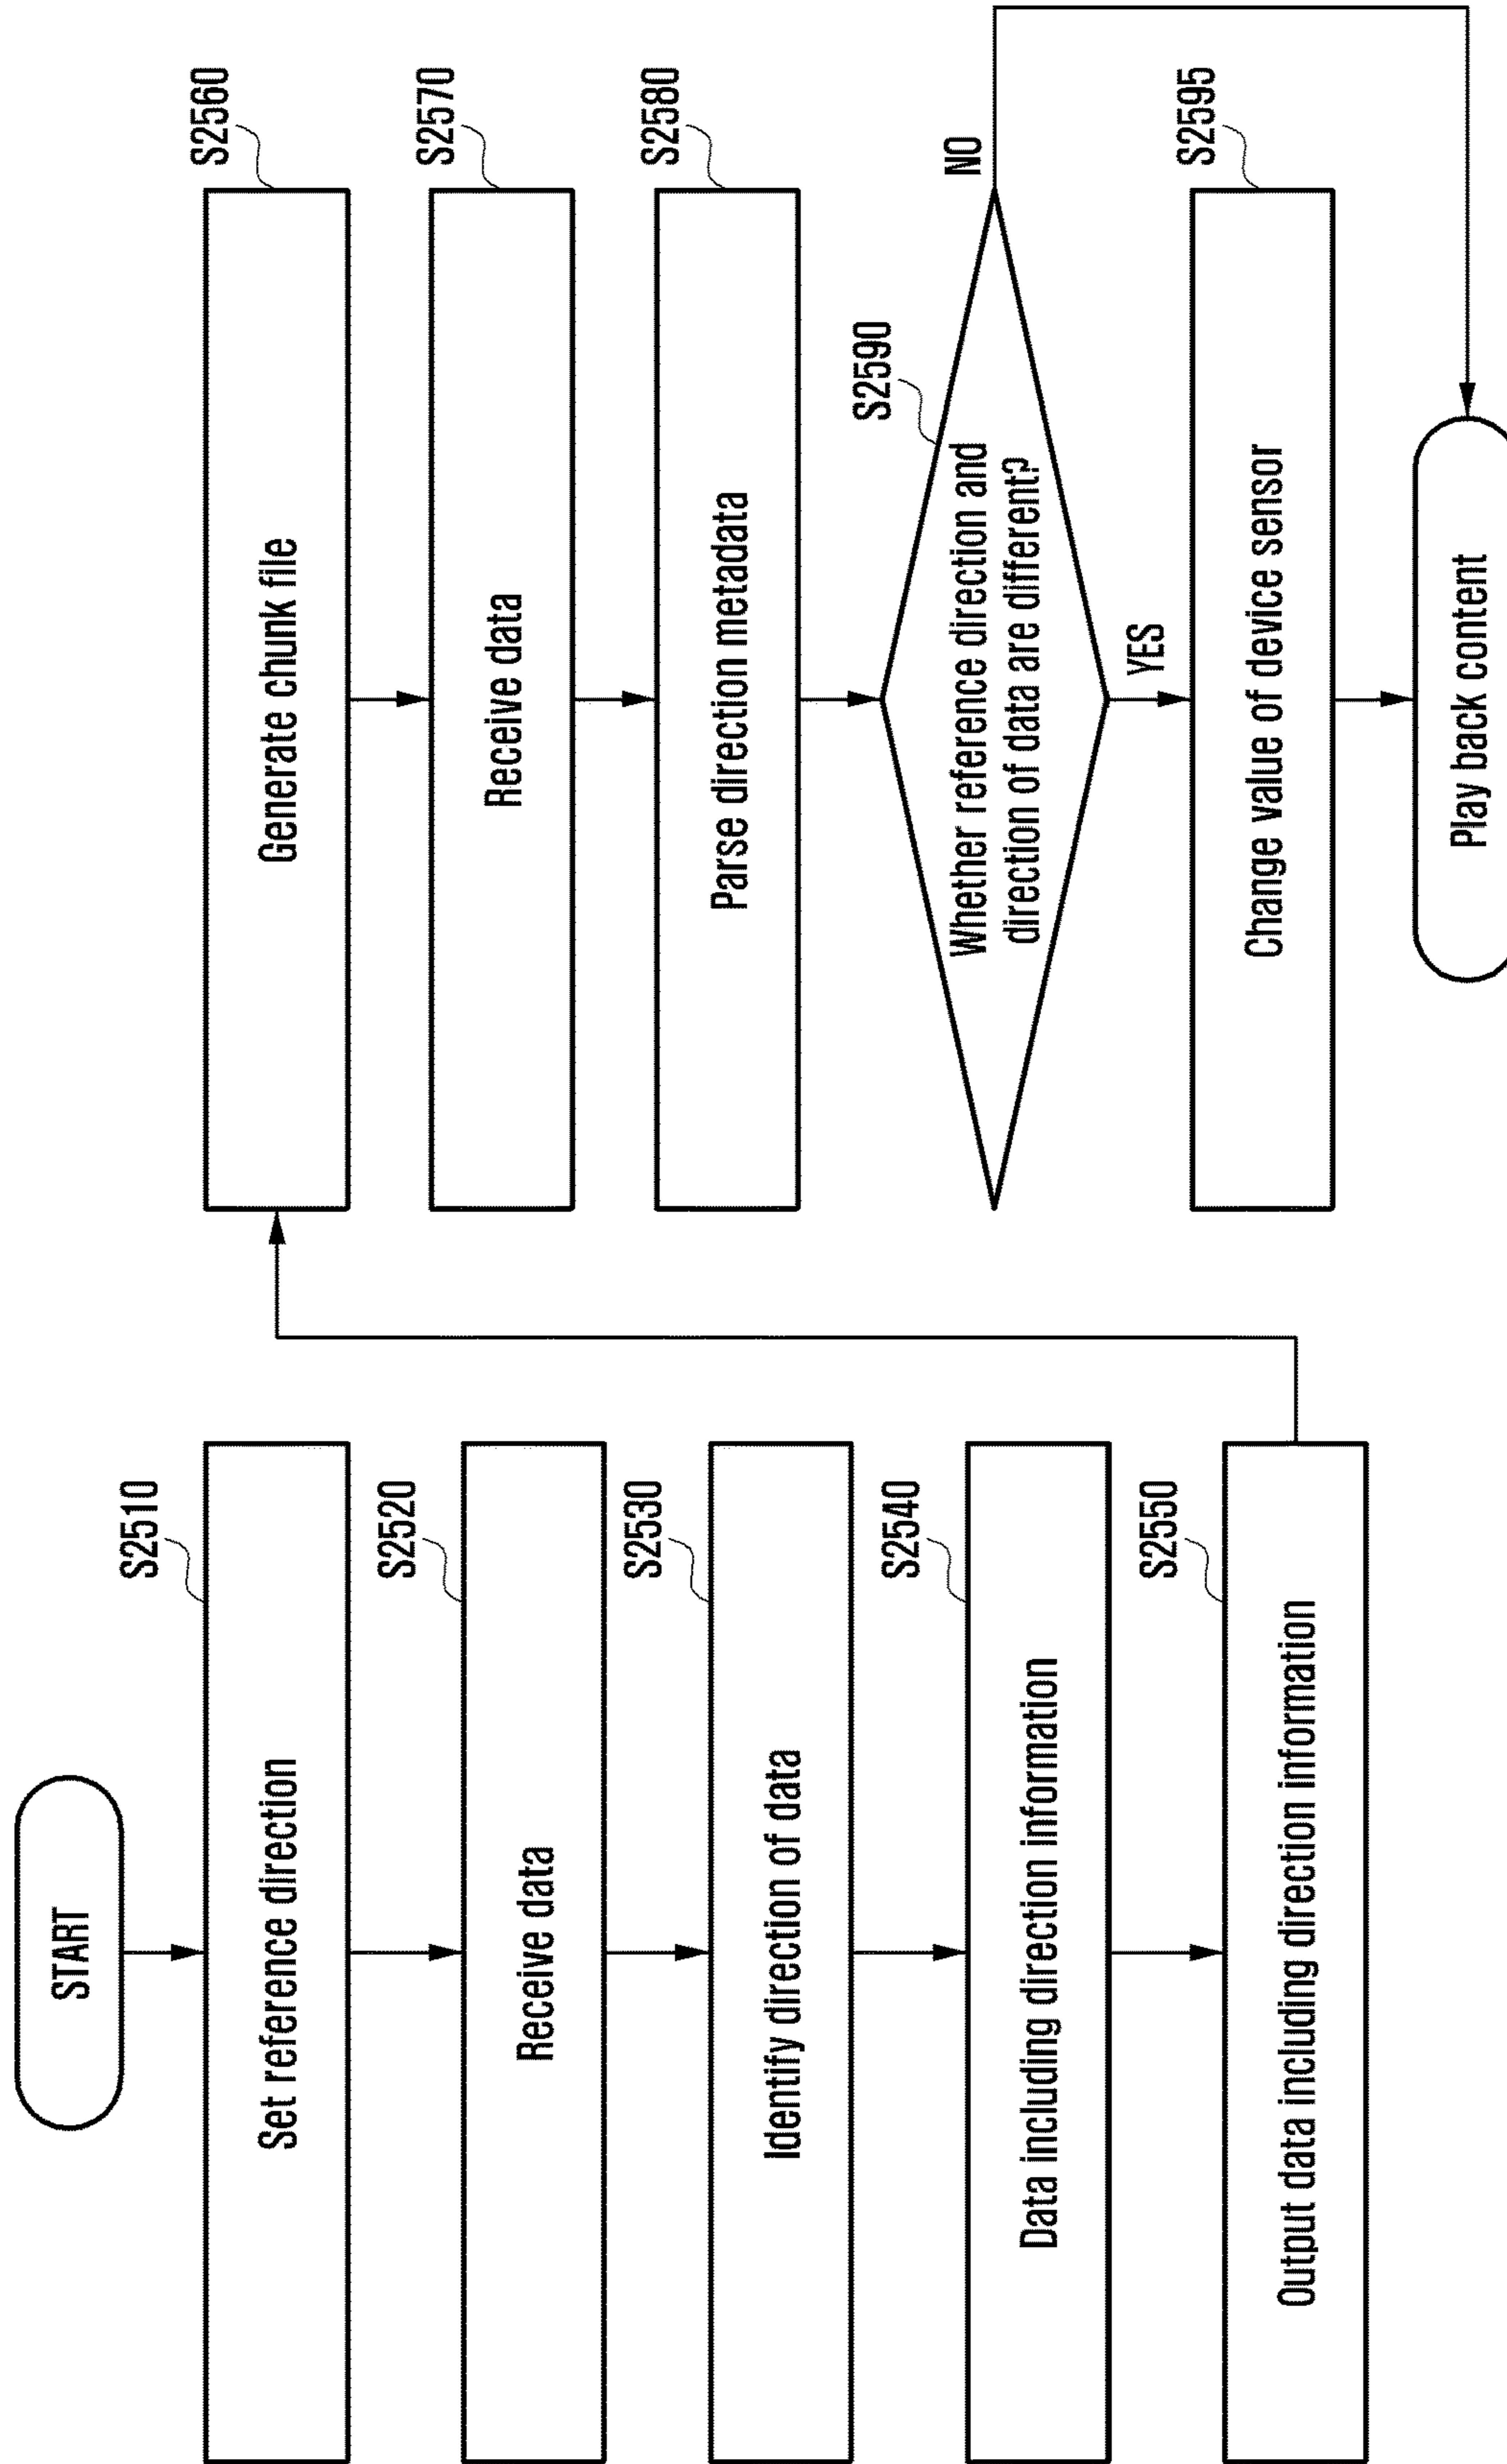 START
S2510
Set reference direction
S2520
Receive data
S2530
Identify direction of data
S2540
Data including direction information
S2550
Output data including direction information
S2560
Generate chunk file
S2570
Receive data
S2580
Parse direction metadata
S2590
Whether reference direction and
direction of data are different?
NO
YES
S2595
Change value of device sensor
Play back content